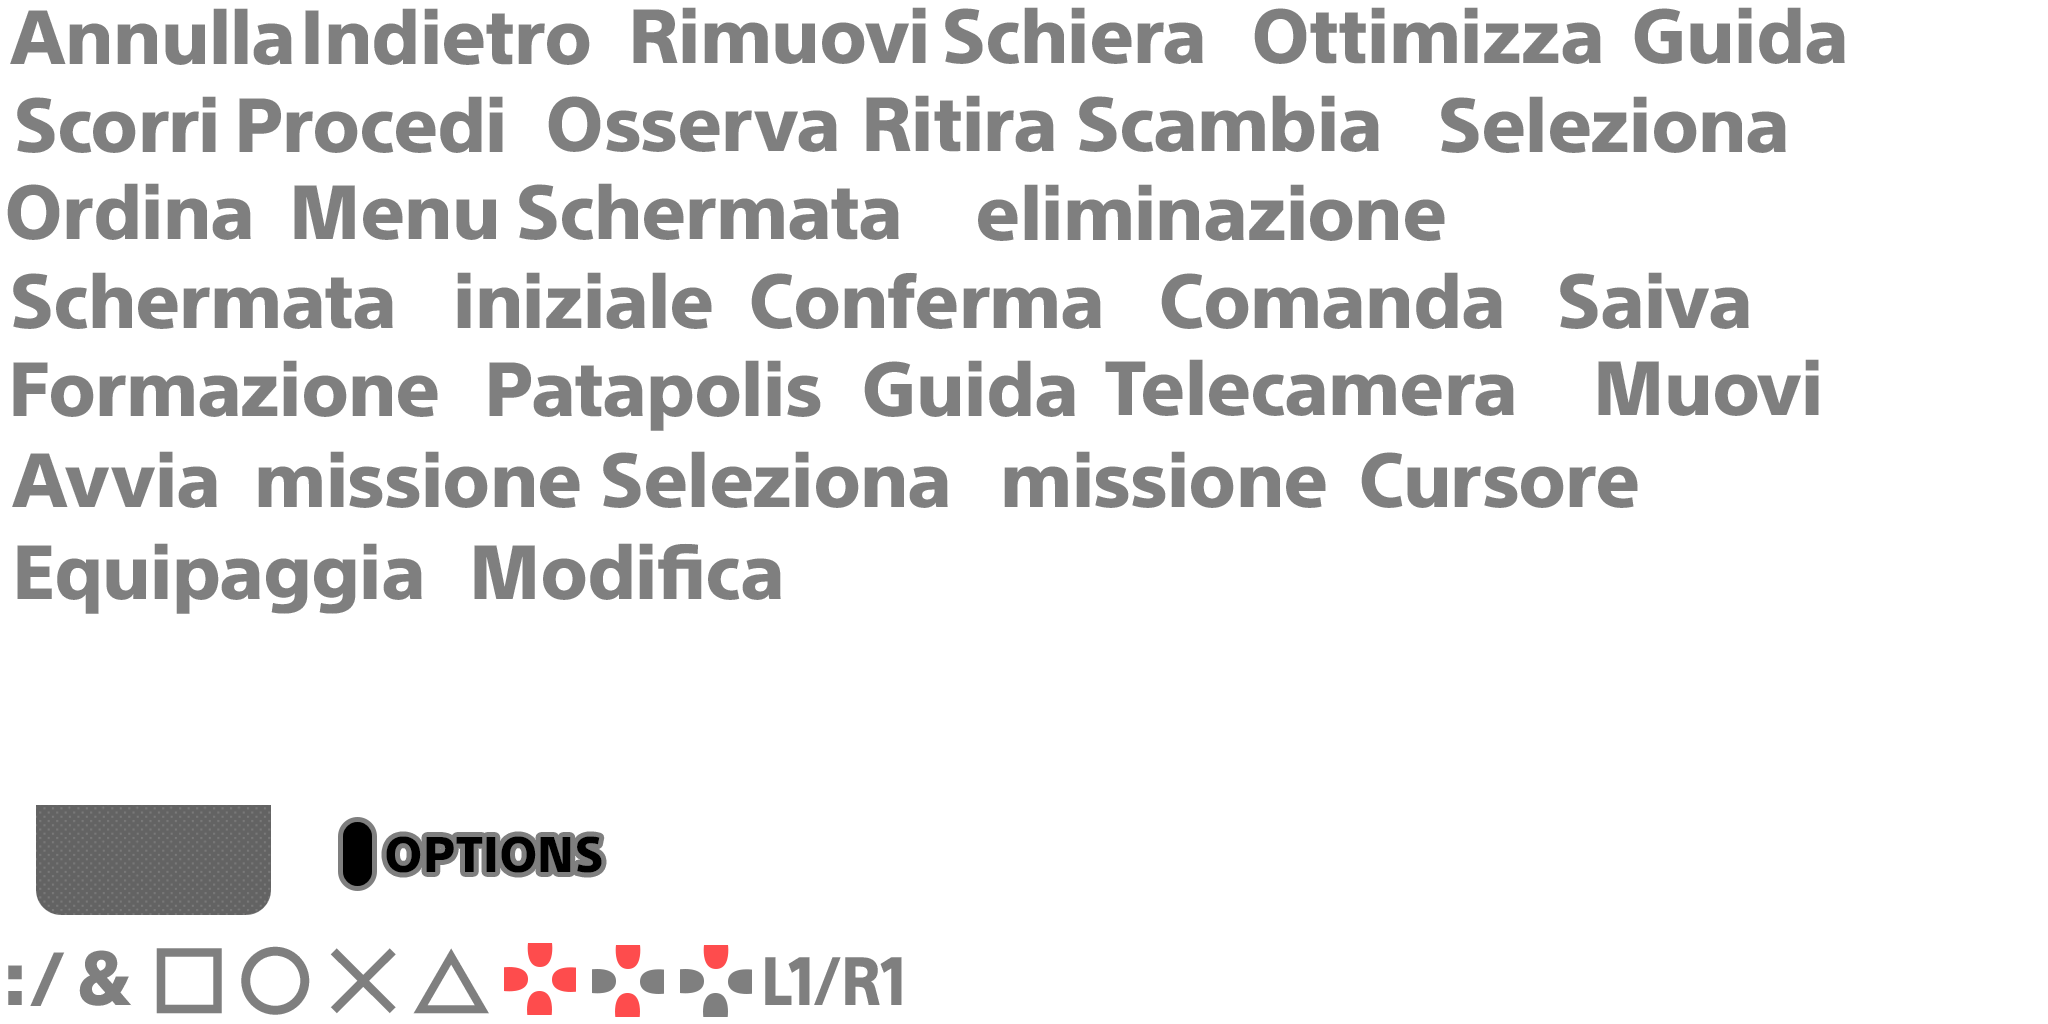 Annulla Indietro Rimuovi Schiera Ottimizza Guida
Scorri Procedi Osserva Ritira Scambia Seleziona
Ordina Menu Schermata eliminazione
Schermata iniziale Conferma Comanda Saiva
Formazione Patapolis Guida Telecamera Muovi
Avvia missione Seleziona missione Cursore
Equipaggia Modifica
OPTIONS
:/ & L1/R1